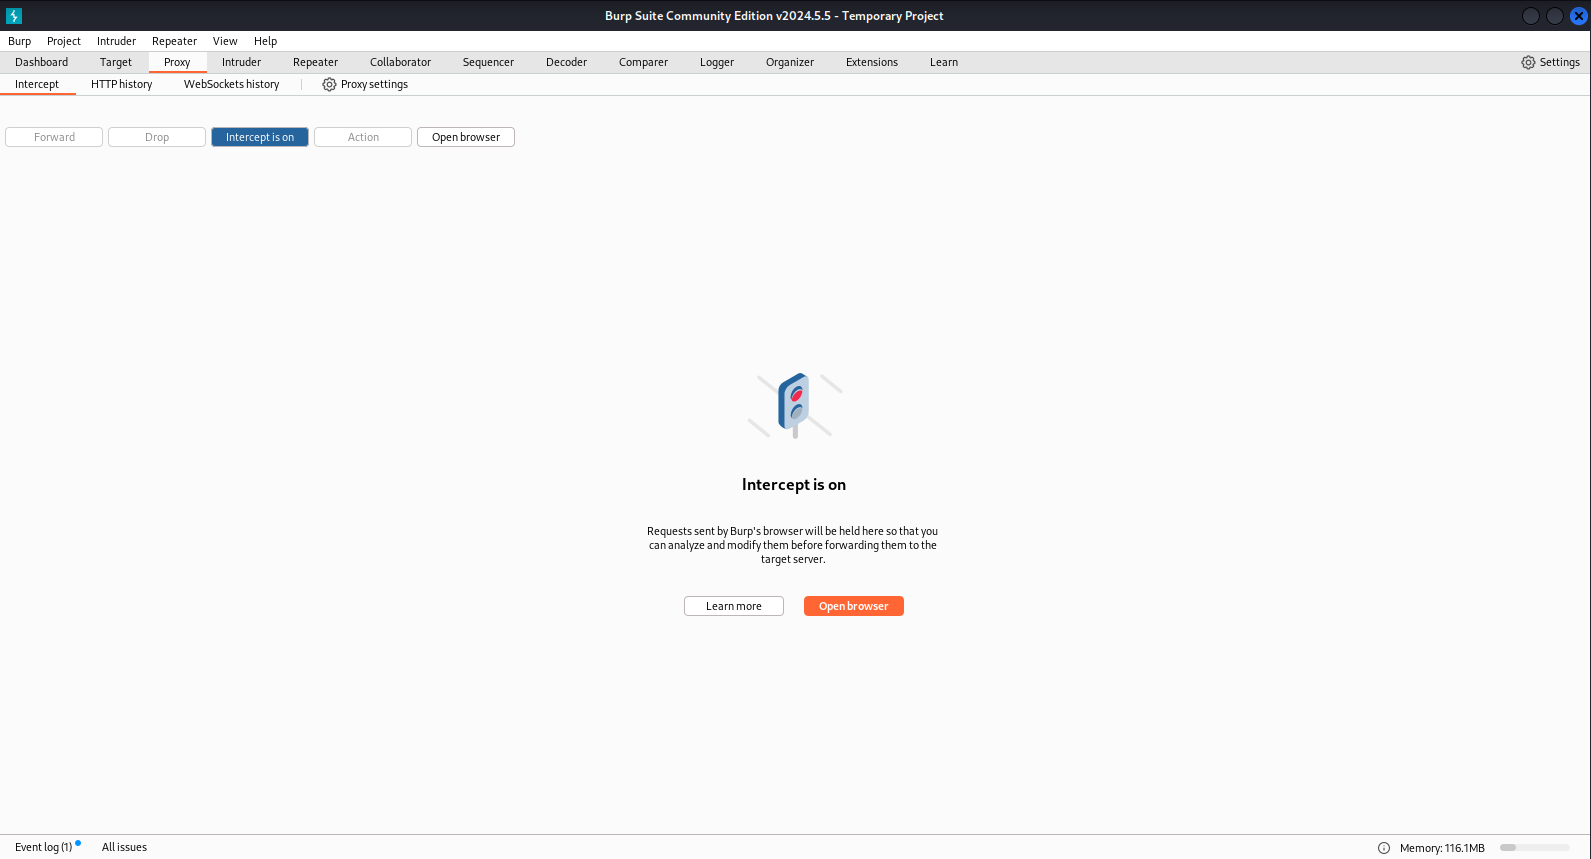 Burp Suite Community Edition v2024.5.5 - Temporary Project
Burp Project Intruder Repeater View Help
Dashboard Target Proxy Intruder Repeater Collaborator Sequencer Decoder Comparer Logger Organizer Extensions Learn Settings
Intercept HTTP history WebSockets history Proxy settings
Forward Drop Intercept is on Action Open browser
Intercept is on
Requests sent by Burp's browser will be held here so that you
can analyze and modify them before forwarding them to the
target server.
Learn more Open browser
Event log (1) All issues Memory: 116.1MB